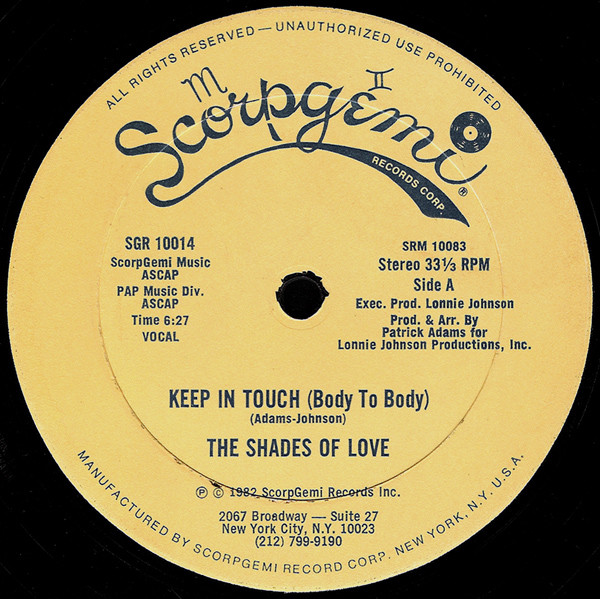 ALL RIGHTS RESERVED — UNAUTHORIZED USE PROHIBITED
Scorpgemi
RECORDS CORP.
®
SGR 10014
ScorpGemi Music
ASCAP
PAP Music Div.
ASCAP
Time 6:27
VOCAL
SRM 10083
Stereo 33⅓ RPM
Side A
Exec. Prod. Lonnie Johnson
Prod. & Arr. By
Patrick Adams for
Lonnie Johnson Productions, Inc.
KEEP IN TOUCH (Body To Body)
(Adams-Johnson)
THE SHADES OF LOVE
℗ © 1982 ScorpGemi Records Inc.
2067 Broadway — Suite 27
New York City, N.Y. 10023
(212) 799-9190
MANUFACTURED BY SCORPGEMI RECORD CORP. NEW YORK, N.Y. U.S.A.